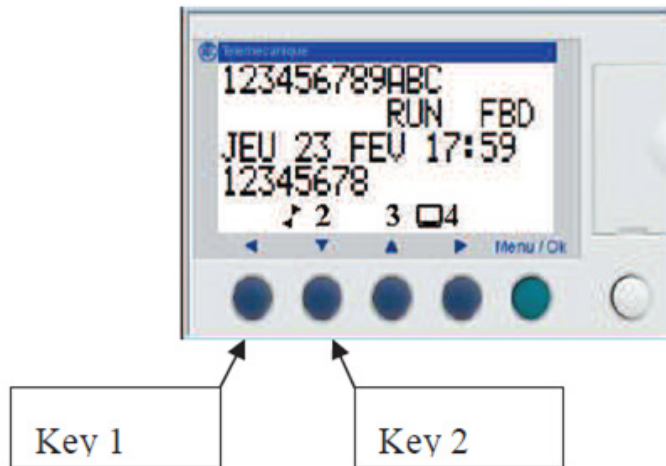 Telemecanique
123456789ABC
RUN FBD
JEU 23 FEV 17:59
12345678
2 3 4
Menu / Ok
Key 1 Key 2